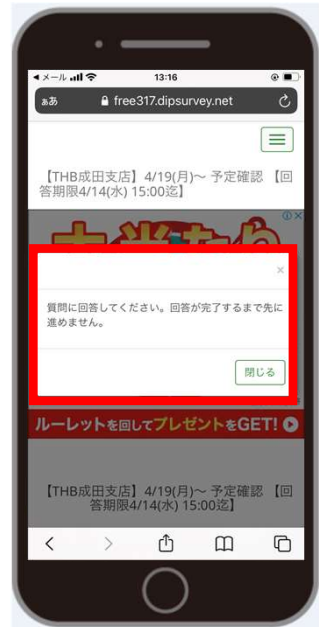 メール
13:16
ああ
free317.dipsurvey.net
【THB成田支店】4/19(月)～ 予定確認 【回
答期限4/14(水) 15:00迄】
×
質問に回答してください。回答が完了するまで先に
進めません。
閉じる
ルーレットを回してプレゼントをGET!
【THB成田支店】4/19(月)～ 予定確認 【回
答期限4/14(水) 15:00迄】